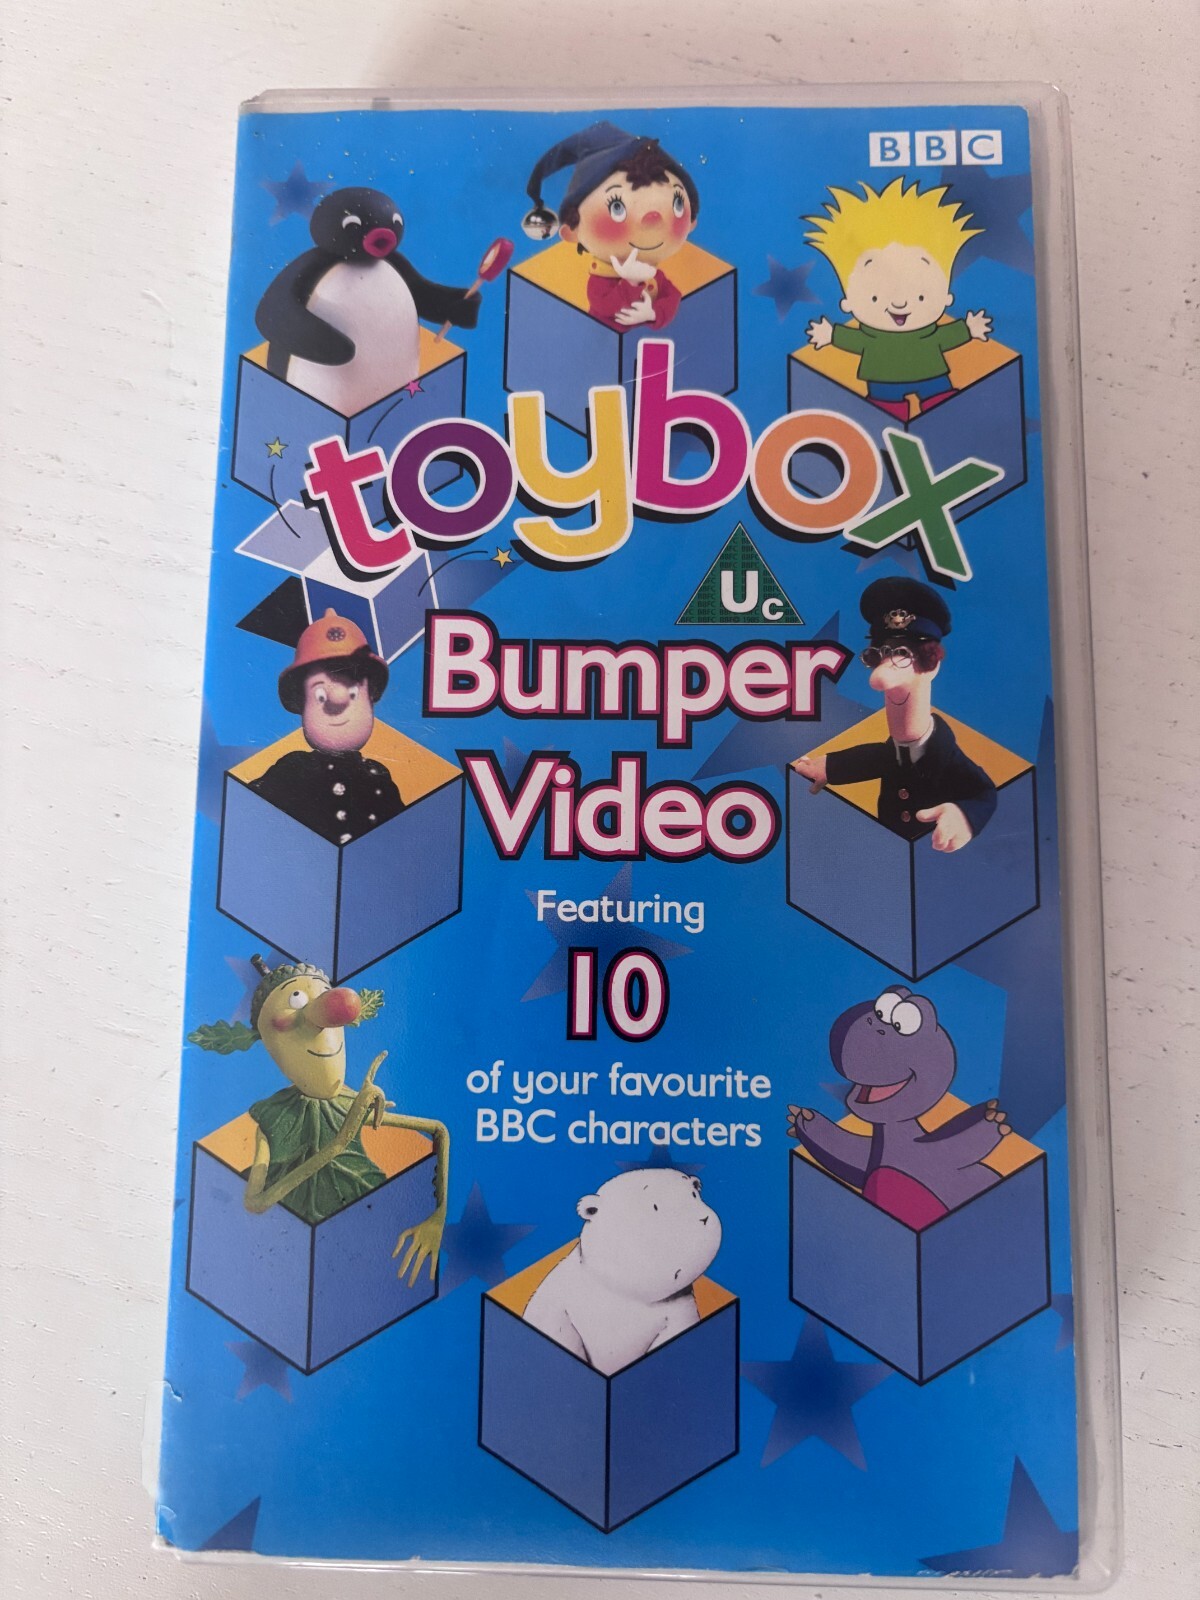 BBC
toybox
Uc
Bumper
Video
Featuring
10
of your favourite
BBC characters